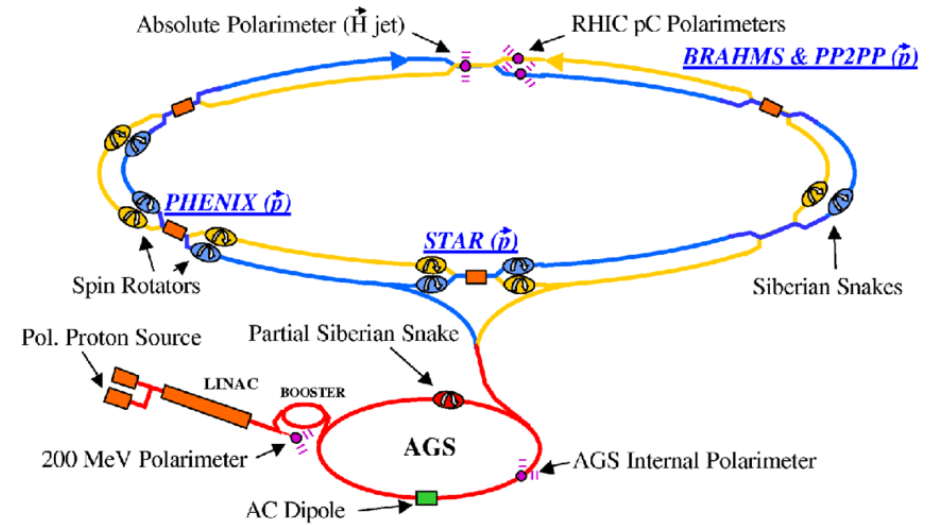 Absolute Polarimeter (H⃗ jet)
RHIC pC Polarimeters
BRAHMS & PP2PP (p⃗)
PHENIX (p⃗)
STAR (p⃗)
Spin Rotators
Siberian Snakes
Partial Siberian Snake
Pol. Proton Source
LINAC
BOOSTER
AGS
200 MeV Polarimeter
AGS Internal Polarimeter
AC Dipole